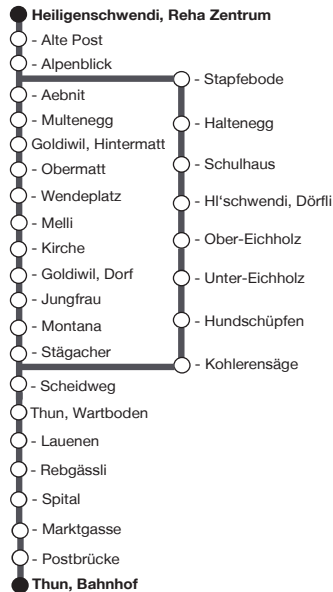 Heiligenschwendi, Reha Zentrum
- Alte Post
- Alpenblick
- Aebnit
- Multenegg
Goldiwil, Hintermatt
- Obermatt
- Wendeplatz
- Melli
- Kirche
- Goldiwil, Dorf
- Jungfrau
- Montana
- Stägacher
- Scheidweg
Thun, Wartboden
- Lauenen
- Rebgässli
- Spital
- Marktgasse
- Postbrücke
Thun, Bahnhof
- Stapfebode
- Haltenegg
- Schulhaus
- Hl‘schwendi, Dörfli
- Ober-Eichholz
- Unter-Eichholz
- Hundschüpfen
- Kohlerensäge